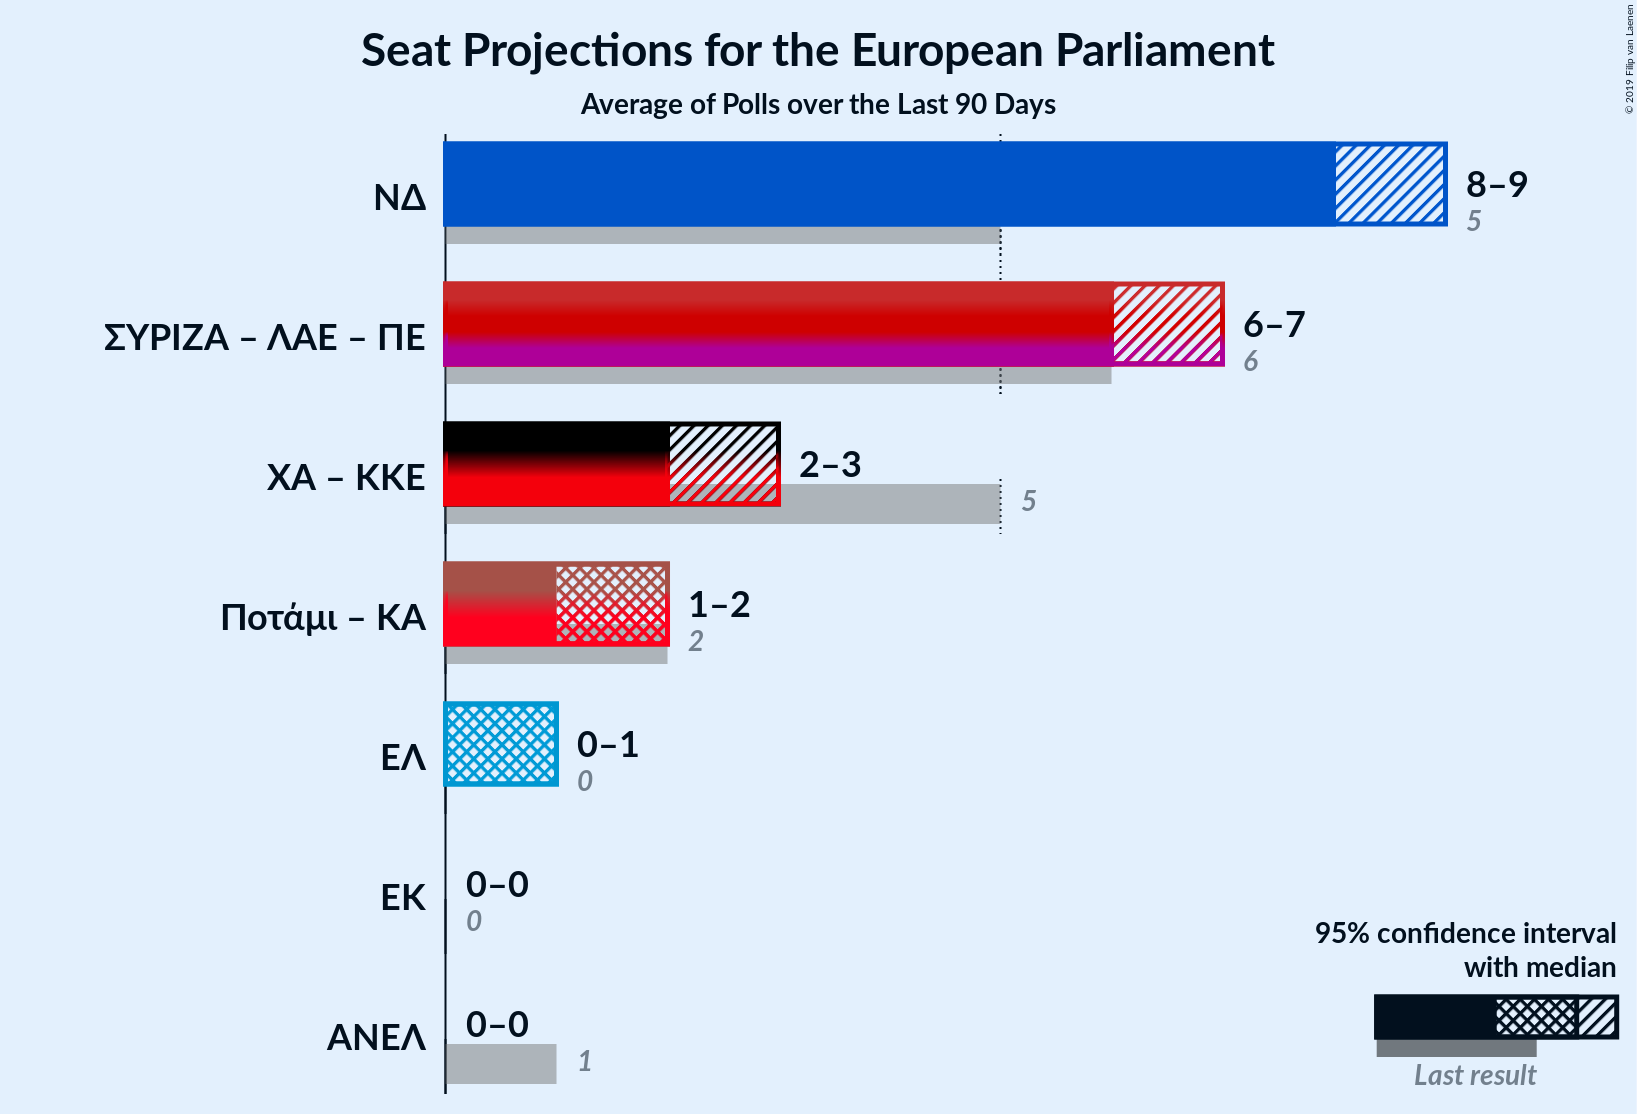 © 2019 Filip van Laenen
Seat Projections for the European Parliament
Average of Polls over the Last 90 Days
ΝΔ
8–9
5
ΣΥΡΙΖΑ – ΛΑΕ – ΠΕ
6–7
6
ΧΑ – ΚΚΕ
2–3
5
Ποτάμι – ΚΑ
1–2
2
ΕΛ
0–1
0
ΕΚ
0–0
0
ΑΝΕΛ
0–0
1
95% confidence interval
with median
Last result